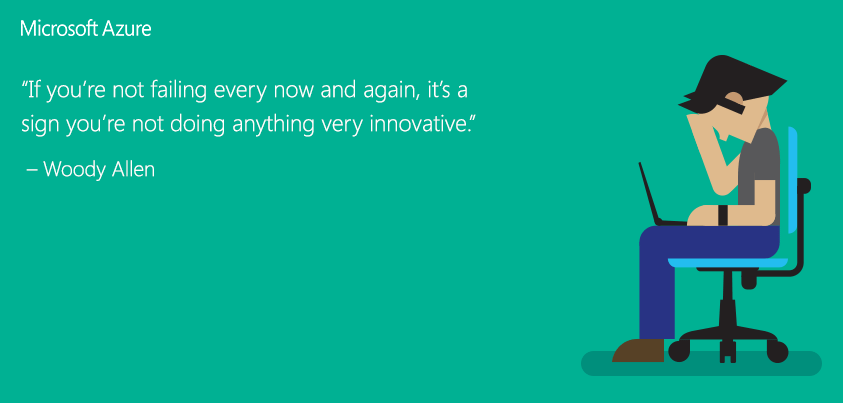 Microsoft Azure
“If you’re not failing every now and again, it’s a
sign you’re not doing anything very innovative.”
– Woody Allen